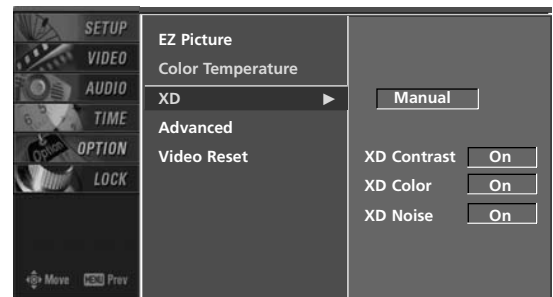 SETUP
VIDEO
AUDIO
TIME
OPTION
LOCK
Move MENU Prev
EZ Picture
Color Temperature
XD ►
Advanced
Video Reset
Manual
XD Contrast On
XD Color On
XD Noise On